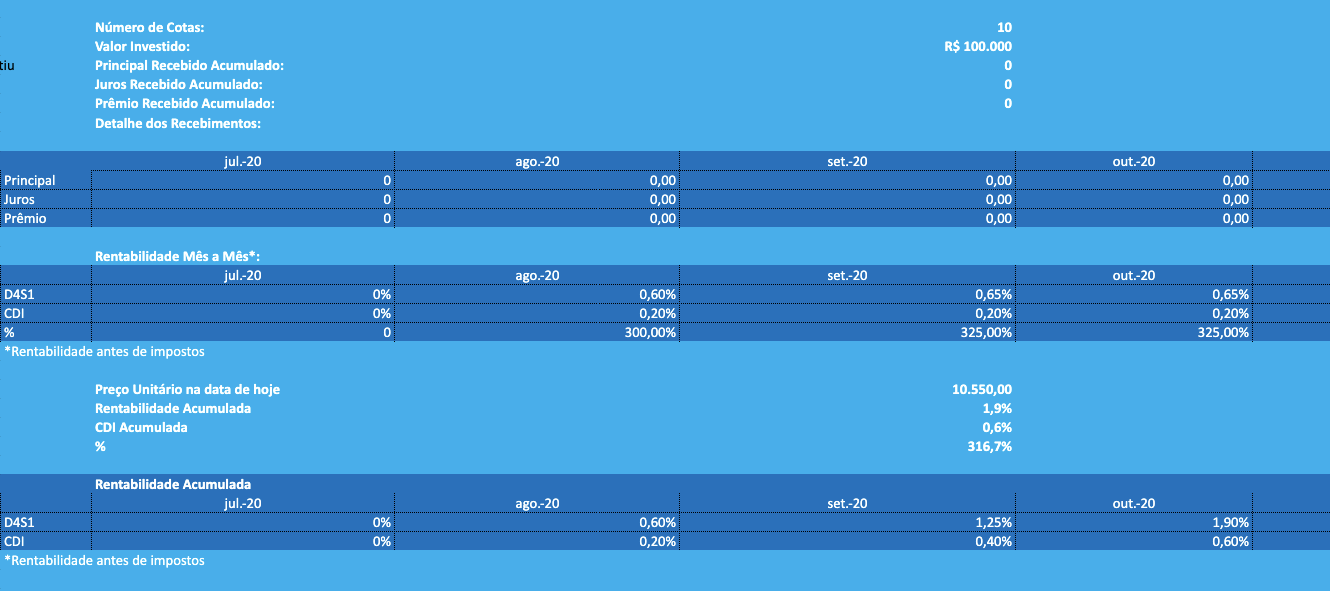 Número de Cotas: 10
Valor Investido: R$ 100.000
tiu Principal Recebido Acumulado: 0
Juros Recebido Acumulado: 0
Prêmio Recebido Acumulado: 0
Detalhe dos Recebimentos:
jul.-20 ago.-20 set.-20 out.-20
Principal 0 0,00 0,00 0,00
Juros 0 0,00 0,00 0,00
Prêmio 0 0,00 0,00 0,00
Rentabilidade Mês a Mês*:
jul.-20 ago.-20 set.-20 out.-20
D4S1 0% 0,60% 0,65% 0,65%
CDI 0% 0,20% 0,20% 0,20%
% 0 300,00% 325,00% 325,00%
*Rentabilidade antes de impostos
Preço Unitário na data de hoje 10.550,00
Rentabilidade Acumulada 1,9%
CDI Acumulada 0,6%
% 316,7%
Rentabilidade Acumulada
jul.-20 ago.-20 set.-20 out.-20
D4S1 0% 0,60% 1,25% 1,90%
CDI 0% 0,20% 0,40% 0,60%
*Rentabilidade antes de impostos